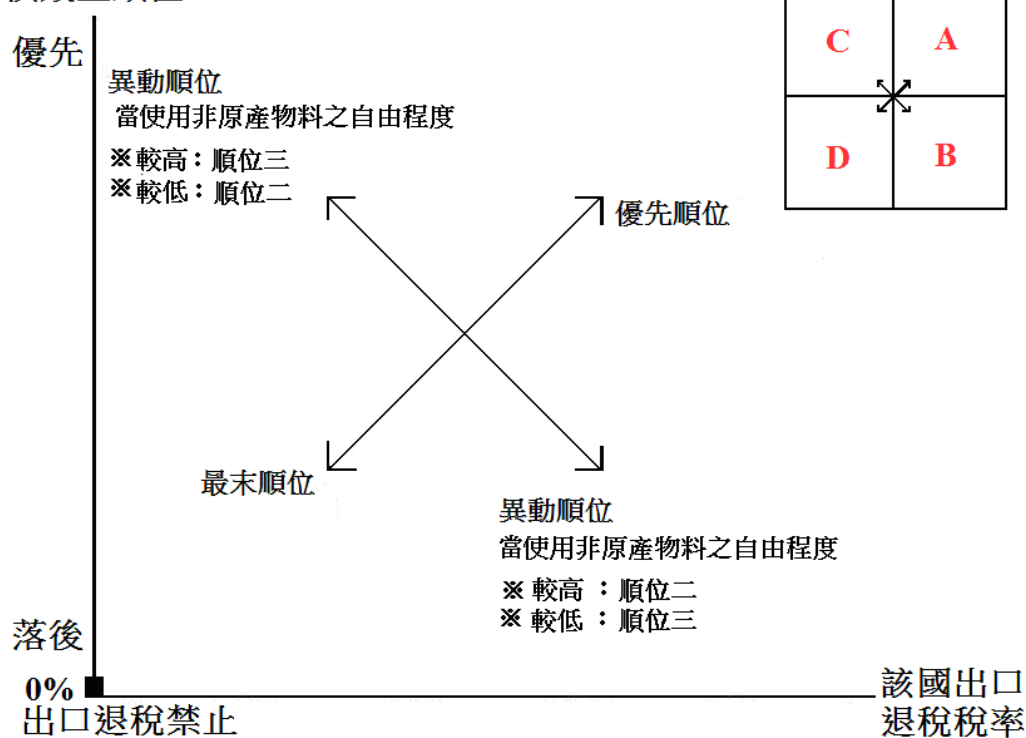 優先
異動順位
當使用非原產物料之自由程度
※較高：順位三
※較低：順位二
C
A
D
B
優先順位
最末順位
異動順位
當使用非原產物料之自由程度
※ 較高 ：順位二
※ 較低 ：順位三
落後
0%
出口退稅禁止
該國出口
退稅稅率